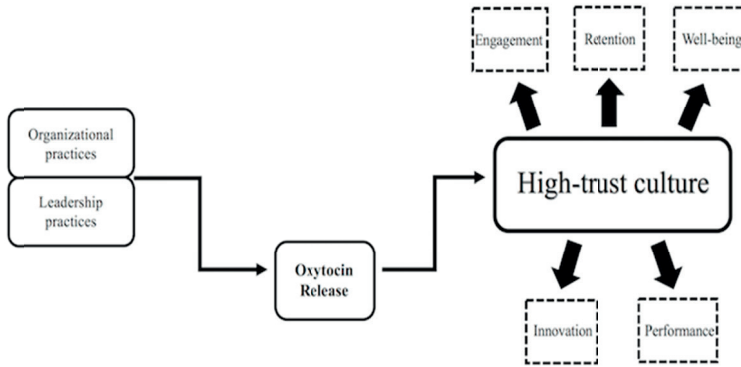 Engagement
Retention
Well-being
Organizational
practices
Leadership
practices
High-trust culture
Oxytocin
Release
Innovation
Performance